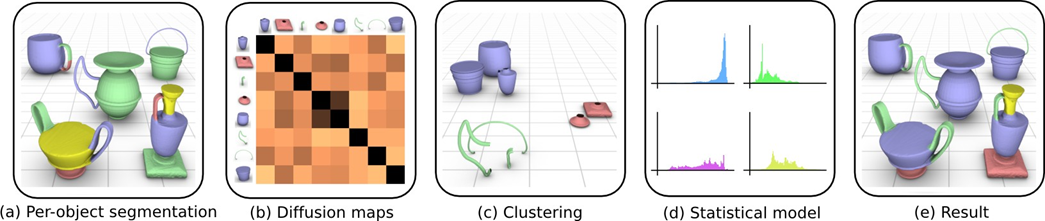 (a) Per-object segmentation
(b) Diffusion maps
(c) Clustering
(d) Statistical model
(e) Result